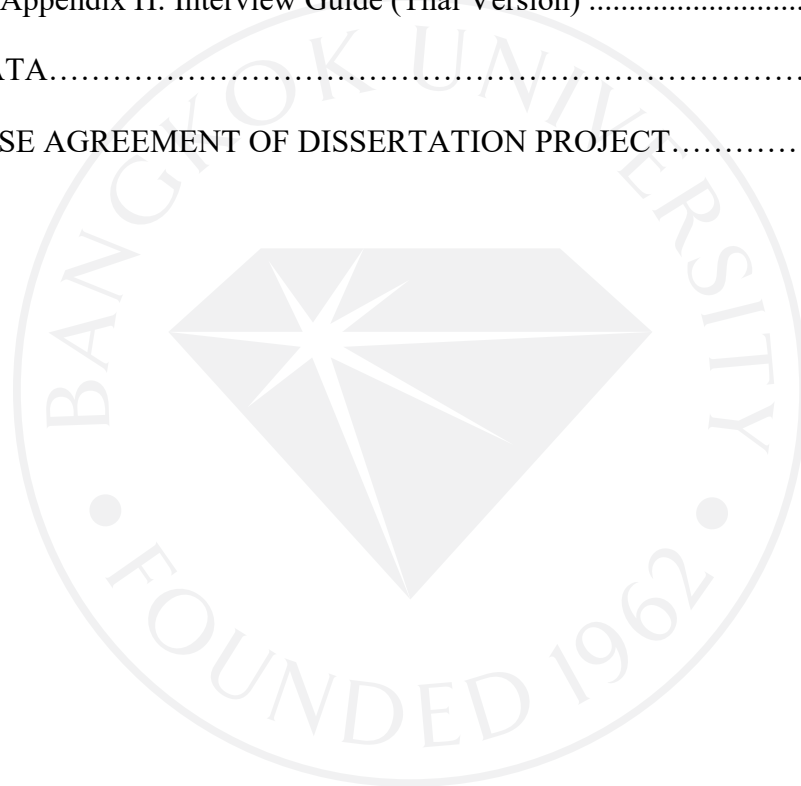 Appendix H: Interview Guide (Thai Version) ............................
ATA……………………………………………………………………
SE AGREEMENT OF DISSERTATION PROJECT…………
BANGKOK UNIVERSITY
FOUNDED 1962